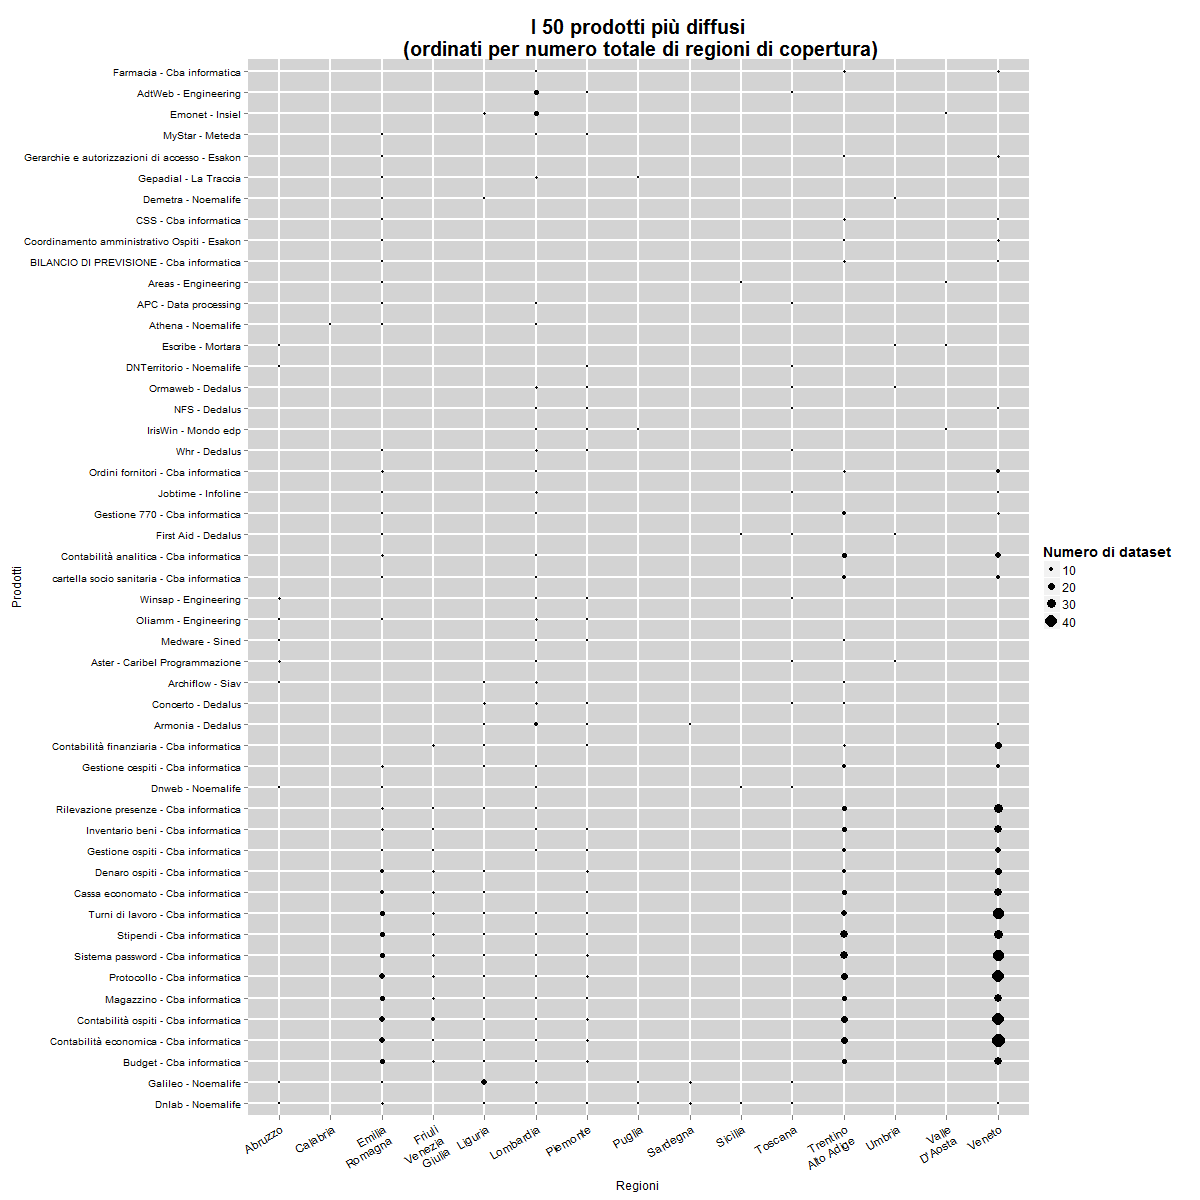 I 50 prodotti più diffusi
(ordinati per numero totale di regioni di copertura)
Farmacia - Cba informatica
AdtWeb - Engineering
Emonet - Insiel
MyStar - Meteda
Gerarchie e autorizzazioni di accesso - Esakon
Gepadial - La Traccia
Demetra - Noemalife
CSS - Cba informatica
Coordinamento amministrativo Ospiti - Esakon
BILANCIO DI PREVISIONE - Cba informatica
Areas - Engineering
APC - Data processing
Athena - Noemalife
Escribe - Mortara
DNTerritorio - Noemalife
Ormaweb - Dedalus
NFS - Dedalus
IrisWin - Mondo edp
Whr - Dedalus
Ordini fornitori - Cba informatica
Jobtime - Infoline
Gestione 770 - Cba informatica
First Aid - Dedalus
Contabilità analitica - Cba informatica
cartella socio sanitaria - Cba informatica
Winsap - Engineering
Oliamm - Engineering
Medware - Sined
Aster - Caribel Programmazione
Archiflow - Siav
Concerto - Dedalus
Armonia - Dedalus
Contabilità finanziaria - Cba informatica
Gestione cespiti - Cba informatica
Dnweb - Noemalife
Rilevazione presenze - Cba informatica
Inventario beni - Cba informatica
Gestione ospiti - Cba informatica
Denaro ospiti - Cba informatica
Cassa economato - Cba informatica
Turni di lavoro - Cba informatica
Stipendi - Cba informatica
Sistema password - Cba informatica
Protocollo - Cba informatica
Magazzino - Cba informatica
Contabilità ospiti - Cba informatica
Contabilità economica - Cba informatica
Budget - Cba informatica
Galileo - Noemalife
Dnlab - Noemalife
Prodotti
Abruzzo
Calabria
Emilia
Romagna
Friuli
Venezia
Giulia
Liguria
Lombardia
Piemonte
Puglia
Sardegna
Sicilia
Toscana
Trentino
Alto Adige
Umbria
Valle
D'Aosta
Veneto
Regioni
Numero di dataset
10
20
30
40